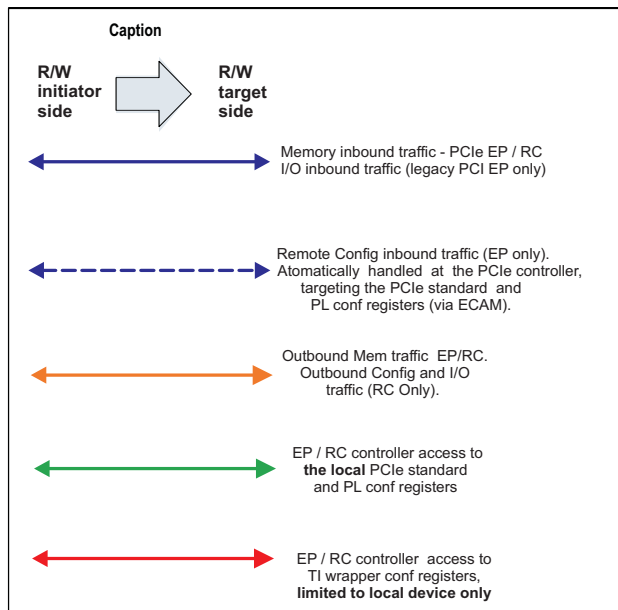 Caption
R/W
initiator
side
R/W
target
side
Memory inbound traffic - PCIe EP / RC
I/O inbound traffic (legacy PCI EP only)
Remote Config inbound traffic (EP only).
Atomatically handled at the PCIe controller,
targeting the PCIe standard and
PL conf registers (via ECAM).
Outbound Mem traffic EP/RC.
Outbound Config and I/O
traffic (RC Only).
EP / RC controller access to
the local PCIe standard
and PL conf registers
EP / RC controller access to
TI wrapper conf registers,
limited to local device only